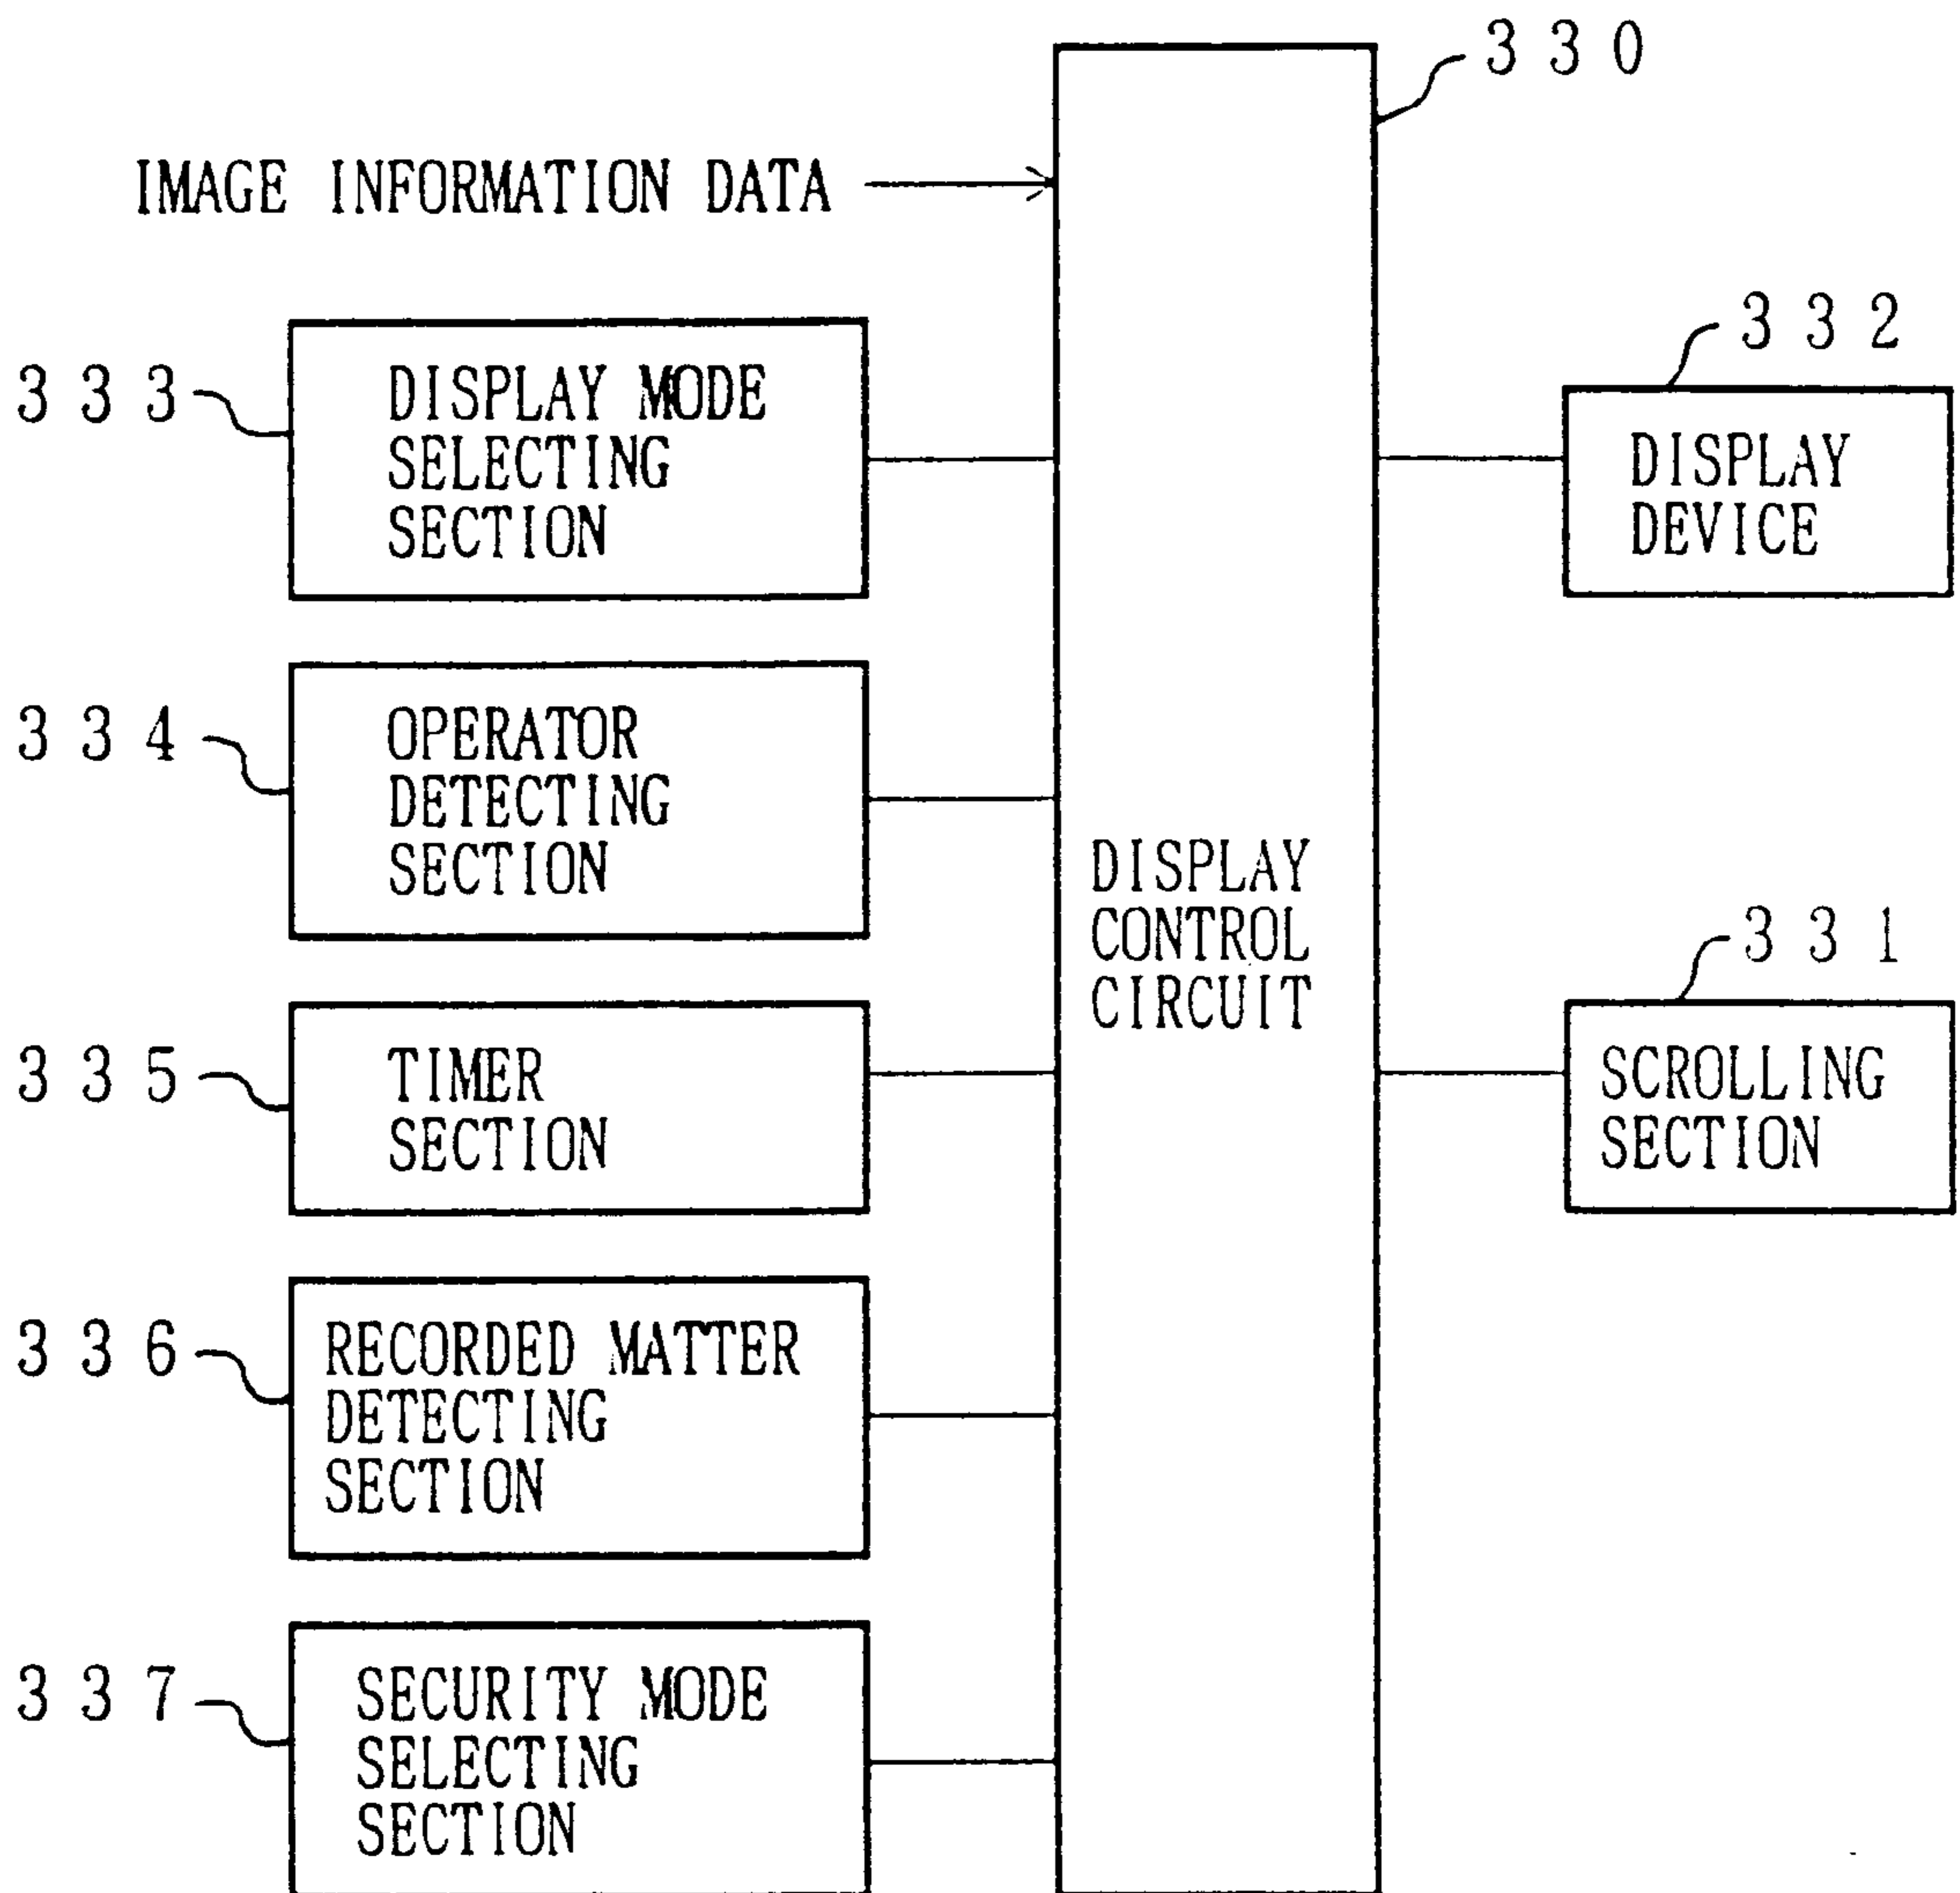 330
IMAGE INFORMATION DATA
333
DISPLAY MODE
SELECTING
SECTION
332
DISPLAY
DEVICE
334
OPERATOR
DETECTING
SECTION
DISPLAY
CONTROL
CIRCUIT
331
SCROLLING
SECTION
335
TIMER
SECTION
336
RECORDED MATTER
DETECTING
SECTION
337
SECURITY MODE
SELECTING
SECTION